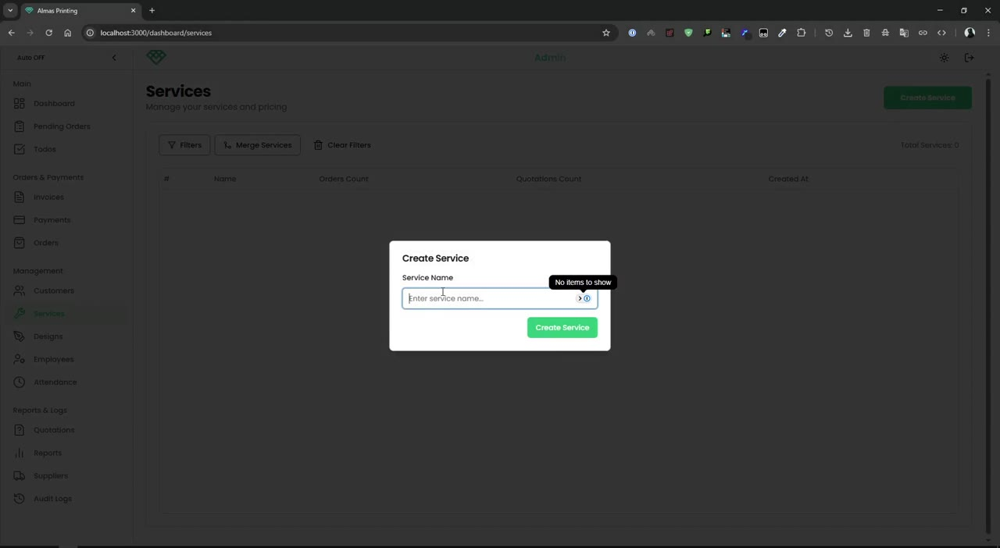 Almas Printing
localhost:3000/dashboard/services
Auto OFF
Admin
Main
Dashboard
Pending Orders
Todos
Orders & Payments
Invoices
Payments
Orders
Management
Customers
Services
Designs
Employees
Attendance
Reports & Logs
Quotations
Reports
Suppliers
Audit Logs
Services
Manage your services and pricing
Create Service
Filters
Merge Services
Clear Filters
Total Services: 0
# Name Orders Count Quotations Count Created At
Create Service
Service Name
No items to show
Enter service name...
Create Service